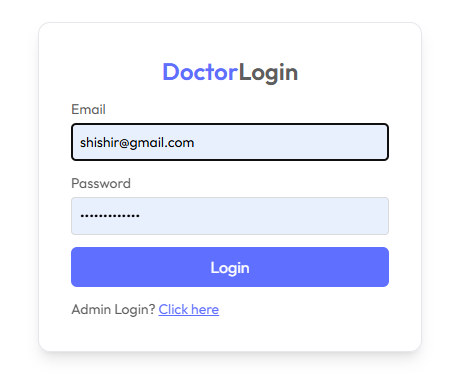 DoctorLogin
Email
shishir@gmail.com
Password
•••••••••••••
Login
Admin Login? Click here